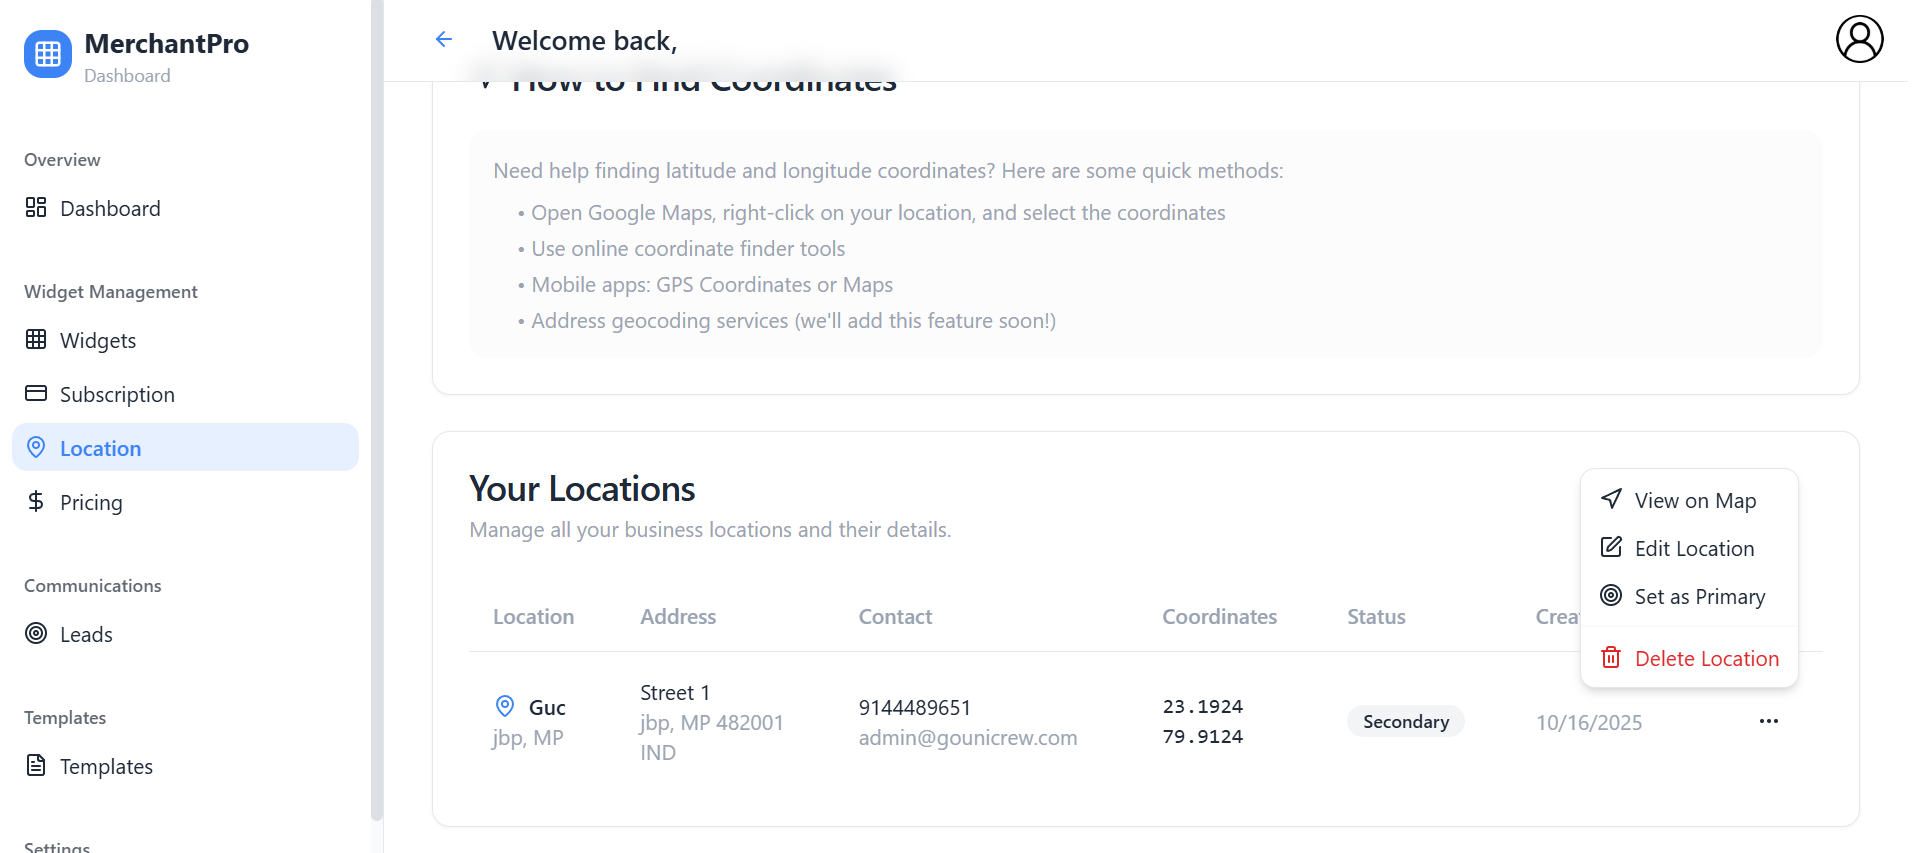 MerchantPro
Dashboard
Overview
Dashboard
Widget Management
Widgets
Subscription
Location
Pricing
Communications
Leads
Templates
Templates
Settings
Welcome back,
How to Find Coordinates
Need help finding latitude and longitude coordinates? Here are some quick methods:
• Open Google Maps, right-click on your location, and select the coordinates
• Use online coordinate finder tools
• Mobile apps: GPS Coordinates or Maps
• Address geocoding services (we'll add this feature soon!)
Your Locations
Manage all your business locations and their details.
View on Map
Edit Location
Set as Primary
Delete Location
Location Address Contact Coordinates Status Crea
Guc
jbp, MP
Street 1
jbp, MP 482001
IND
9144489651
admin@gounicrew.com
23.1924
79.9124
Secondary
10/16/2025